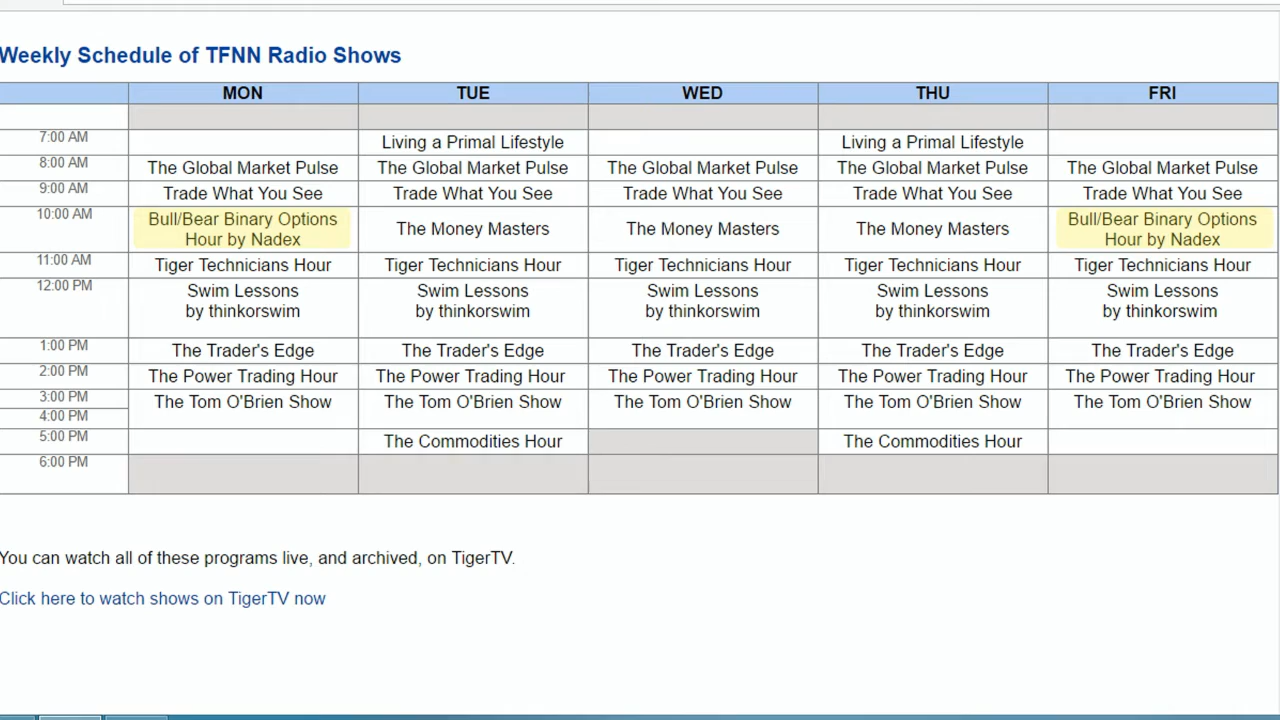 Weekly Schedule of TFNN Radio Shows
MON TUE WED THU FRI
7:00 AM Living a Primal Lifestyle Living a Primal Lifestyle
8:00 AM The Global Market Pulse The Global Market Pulse The Global Market Pulse The Global Market Pulse The Global Market Pulse
9:00 AM Trade What You See Trade What You See Trade What You See Trade What You See Trade What You See
10:00 AM Bull/Bear Binary Options The Money Masters The Money Masters The Money Masters Bull/Bear Binary Options
Hour by Nadex Hour by Nadex
11:00 AM Tiger Technicians Hour Tiger Technicians Hour Tiger Technicians Hour Tiger Technicians Hour Tiger Technicians Hour
12:00 PM Swim Lessons Swim Lessons Swim Lessons Swim Lessons Swim Lessons
by thinkorswim by thinkorswim by thinkorswim by thinkorswim by thinkorswim
1:00 PM The Trader's Edge The Trader's Edge The Trader's Edge The Trader's Edge The Trader's Edge
2:00 PM The Power Trading Hour The Power Trading Hour The Power Trading Hour The Power Trading Hour The Power Trading Hour
3:00 PM The Tom O'Brien Show The Tom O'Brien Show The Tom O'Brien Show The Tom O'Brien Show The Tom O'Brien Show
4:00 PM
5:00 PM The Commodities Hour The Commodities Hour
6:00 PM
You can watch all of these programs live, and archived, on TigerTV.
Click here to watch shows on TigerTV now